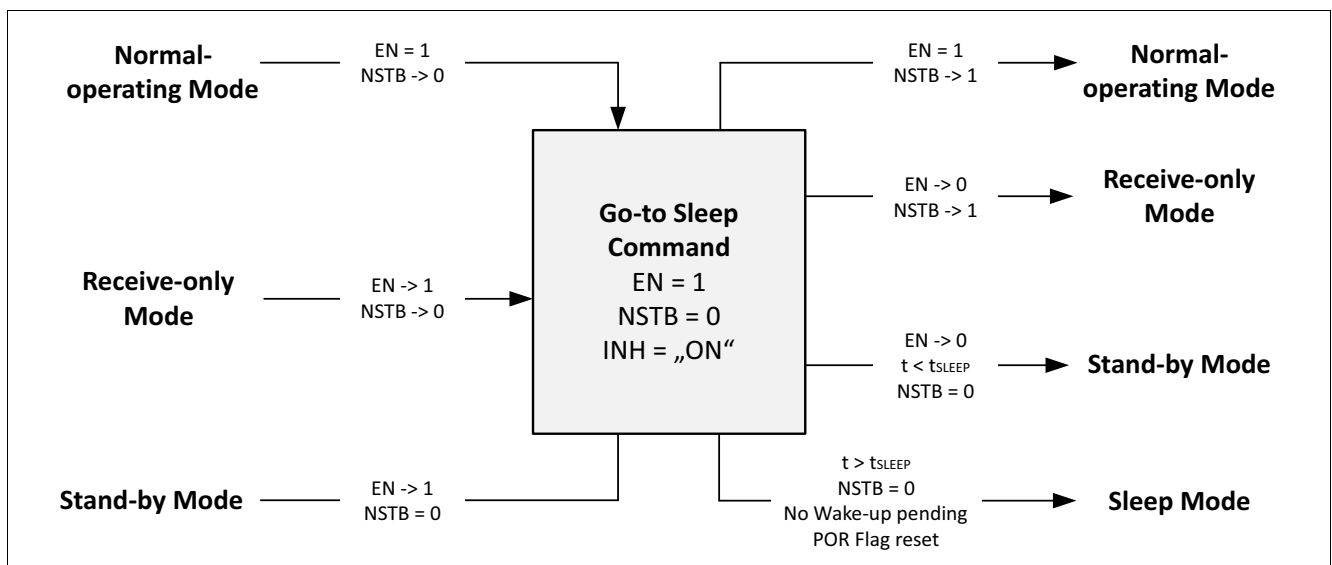 Normal-
operating Mode
EN = 1
NSTB -> 0
EN = 1
NSTB -> 1
Normal-
operating Mode
Receive-only
Mode
EN -> 1
NSTB -> 0
Go-to Sleep
Command
EN = 1
NSTB = 0
INH = „ON“
EN -> 0
NSTB -> 1
Receive-only
Mode
EN -> 0
t < tSLEEP
NSTB = 0
Stand-by Mode
Stand-by Mode
EN -> 1
NSTB = 0
t > tSLEEP
NSTB = 0
No Wake-up pending
POR Flag reset
Sleep Mode